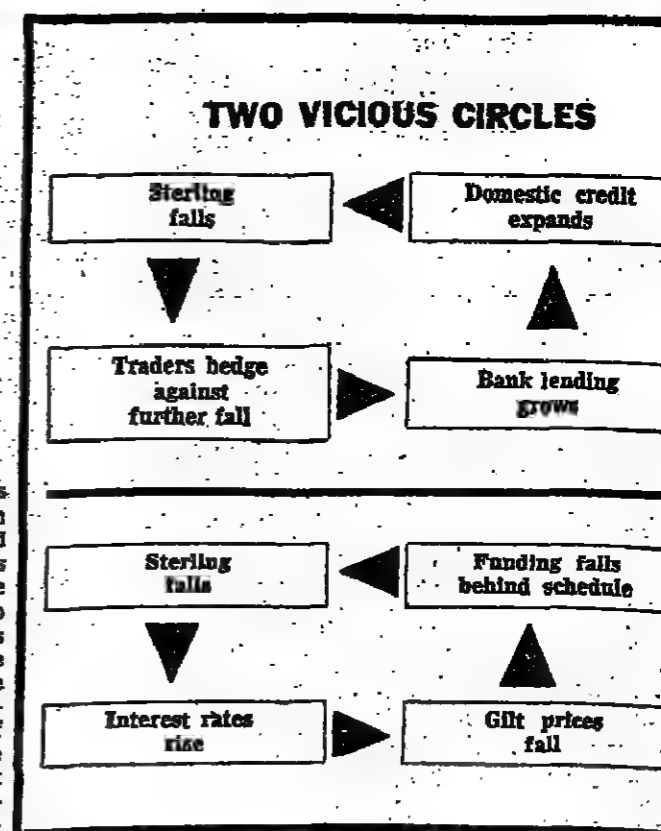 TWO VICIOUS CIRCLES
Sterling
falls
Domestic credit
expands
Traders hedge
against
further fall
Bank lending
grows
Sterling
falls
Funding falls
behind schedule
Interest rates
rise
Gilt prices
fall